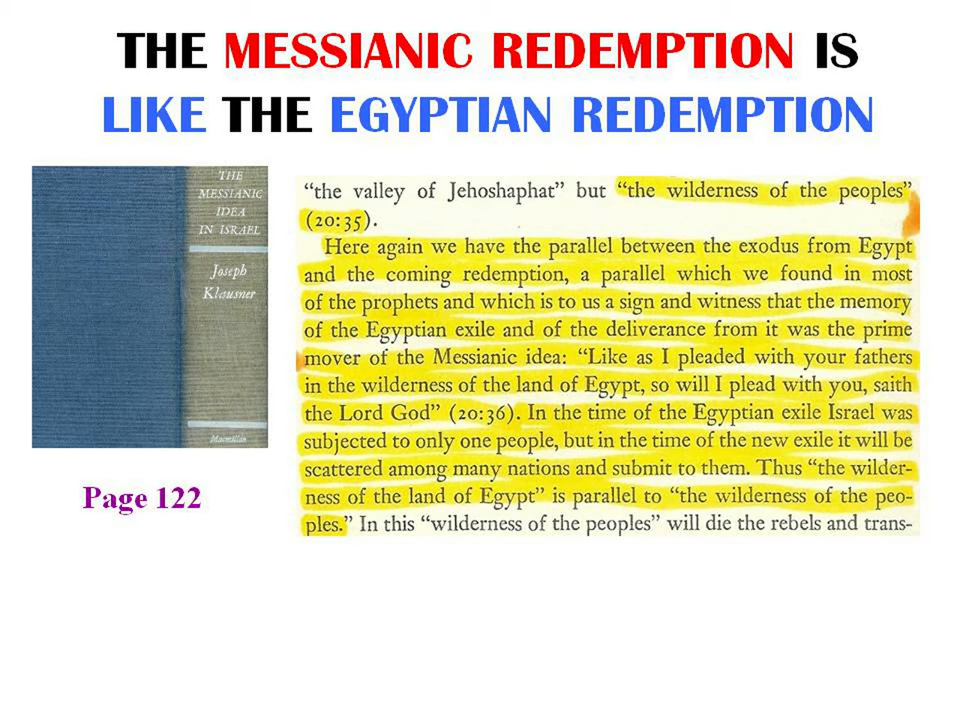 THE MESSIANIC REDEMPTION IS
LIKE THE EGYPTIAN REDEMPTION
THE
MESSIANIC
IDEA
IN ISRAEL
Joseph
Klausner
Macmillan
Page 122
“the valley of Jehoshaphat” but “the wilderness of the peoples”
(20:35).
Here again we have the parallel between the exodus from Egypt
and the coming redemption, a parallel which we found in most
of the prophets and which is to us a sign and witness that the memory
of the Egyptian exile and of the deliverance from it was the prime
mover of the Messianic idea: “Like as I pleaded with your fathers
in the wilderness of the land of Egypt, so will I plead with you, saith
the Lord God” (20:36). In the time of the Egyptian exile Israel was
subjected to only one people, but in the time of the new exile it will be
scattered among many nations and submit to them. Thus “the wilder-
ness of the land of Egypt” is parallel to “the wilderness of the peo-
ples.” In this “wilderness of the peoples” will die the rebels and trans-